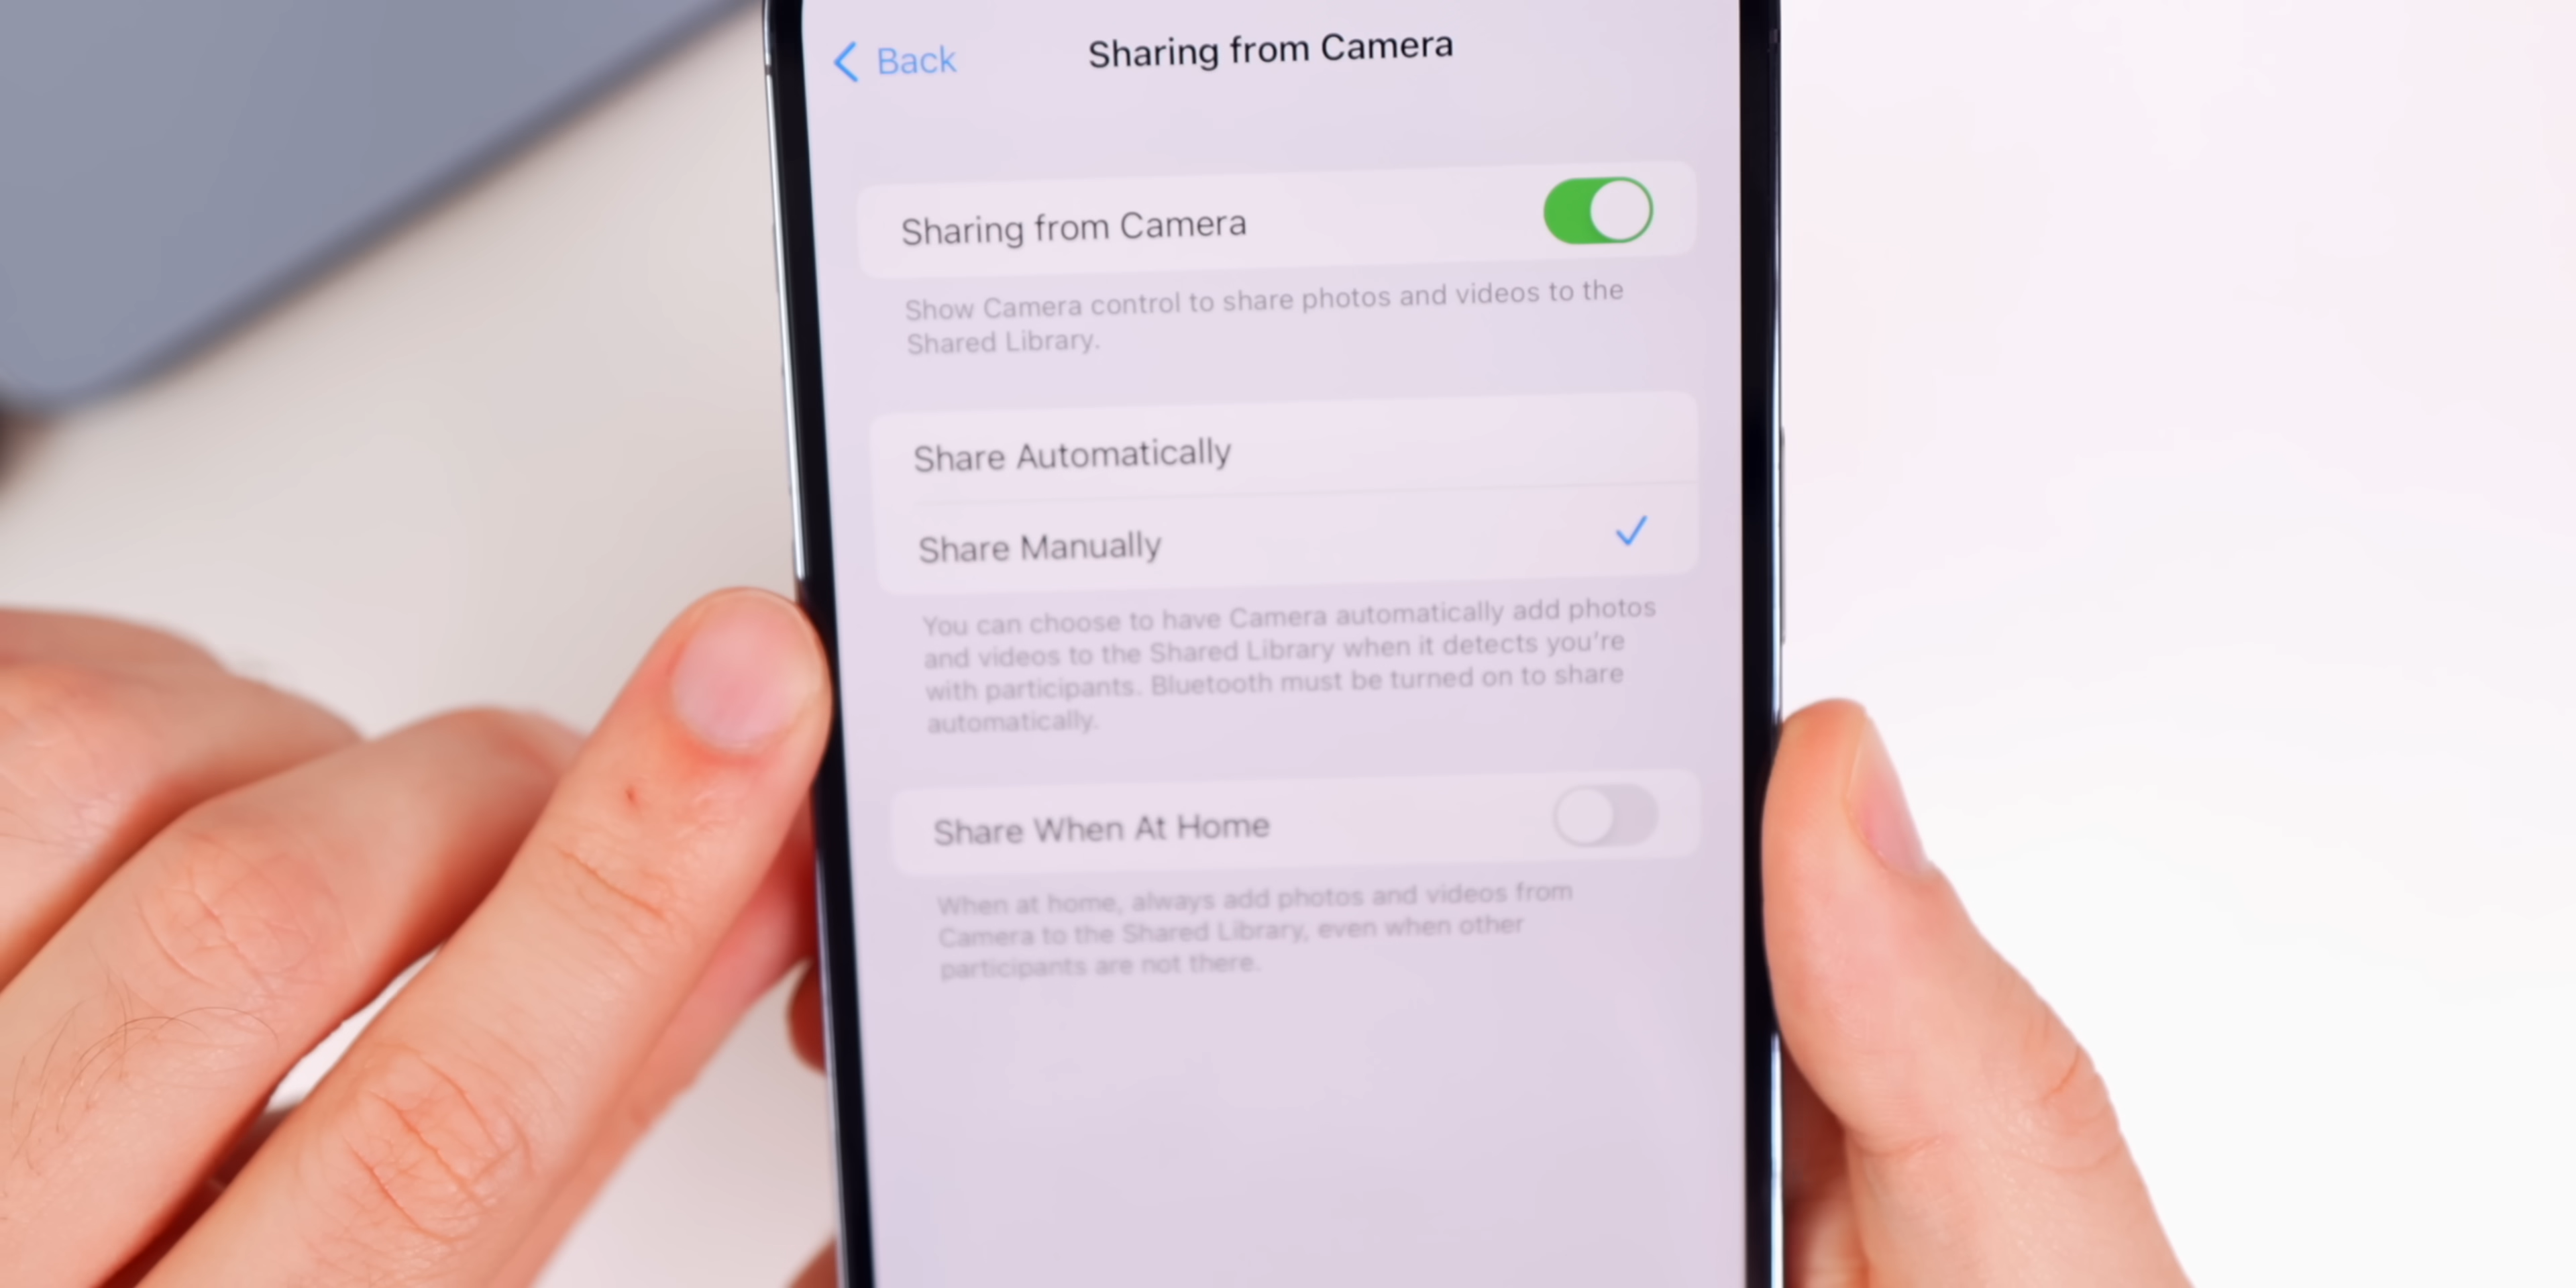 Back
Sharing from Camera
Sharing from Camera
Show Camera control to share photos and videos to the
Shared Library.
Share Automatically
Share Manually
You can choose to have Camera automatically add photos
and videos to the Shared Library when it detects you’re
with participants. Bluetooth must be turned on to share
automatically.
Share When At Home
When at home, always add photos and videos from
Camera to the Shared Library, even when other
participants are not there.